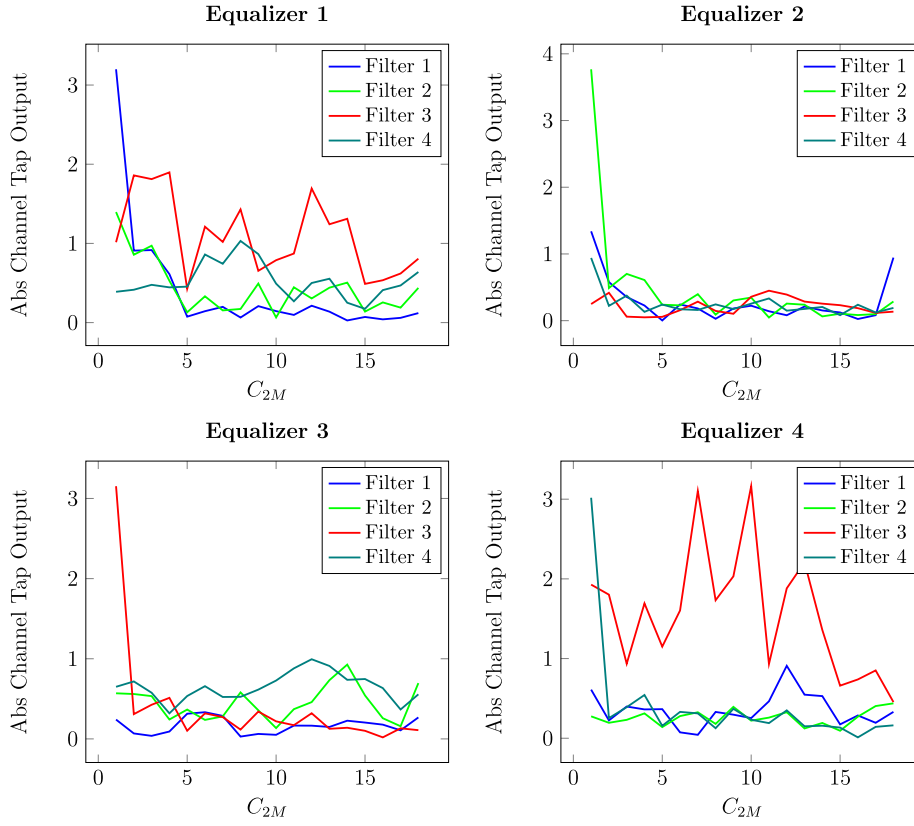 Equalizer 1
Abs Channel Tap Output
3
2
1
0
0 5 10 15
C2M
Filter 1
Filter 2
Filter 3
Filter 4
Equalizer 2
Abs Channel Tap Output
4
3
2
1
0
0 5 10 15
C2M
Filter 1
Filter 2
Filter 3
Filter 4
Equalizer 3
Abs Channel Tap Output
3
2
1
0
0 5 10 15
C2M
Filter 1
Filter 2
Filter 3
Filter 4
Equalizer 4
Abs Channel Tap Output
3
2
1
0
0 5 10 15
C2M
Filter 1
Filter 2
Filter 3
Filter 4